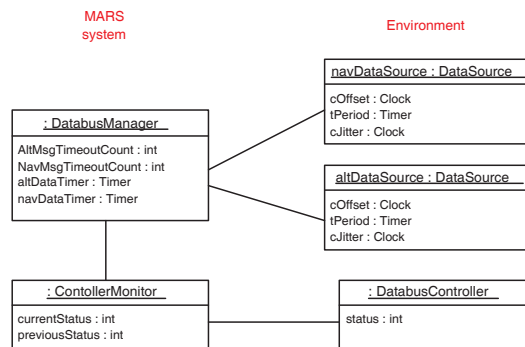 MARS
system
Environment
navDataSource : DataSource
cOffset : Clock
tPeriod : Timer
cJitter : Clock
: DatabusManager
AltMsgTimeoutCount : int
NavMsgTimeoutCount : int
altDataTimer : Timer
navDataTimer : Timer
altDataSource : DataSource
cOffset : Clock
tPeriod : Timer
cJitter : Clock
: ContollerMonitor
currentStatus : int
previousStatus : int
: DatabusController
status : int